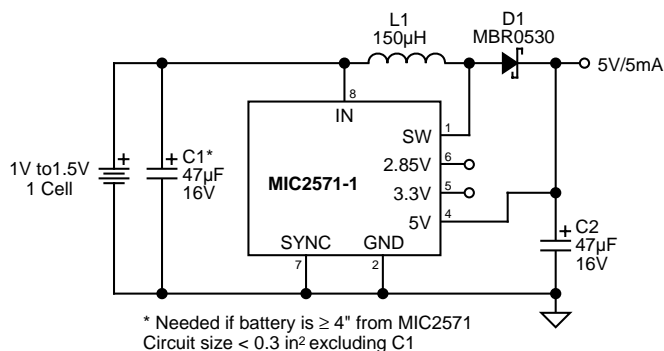 L1
150µH
D1
MBR0530
5V/5mA
8
IN
SW
1
1V to1.5V
1 Cell
+
+
C1*
47µF
16V
MIC2571-1
2.85V
6
3.3V
5
5V
4
SYNC
GND
7
2
+
C2
47µF
16V
* Needed if battery is ≥ 4" from MIC2571
Circuit size < 0.3 in² excluding C1